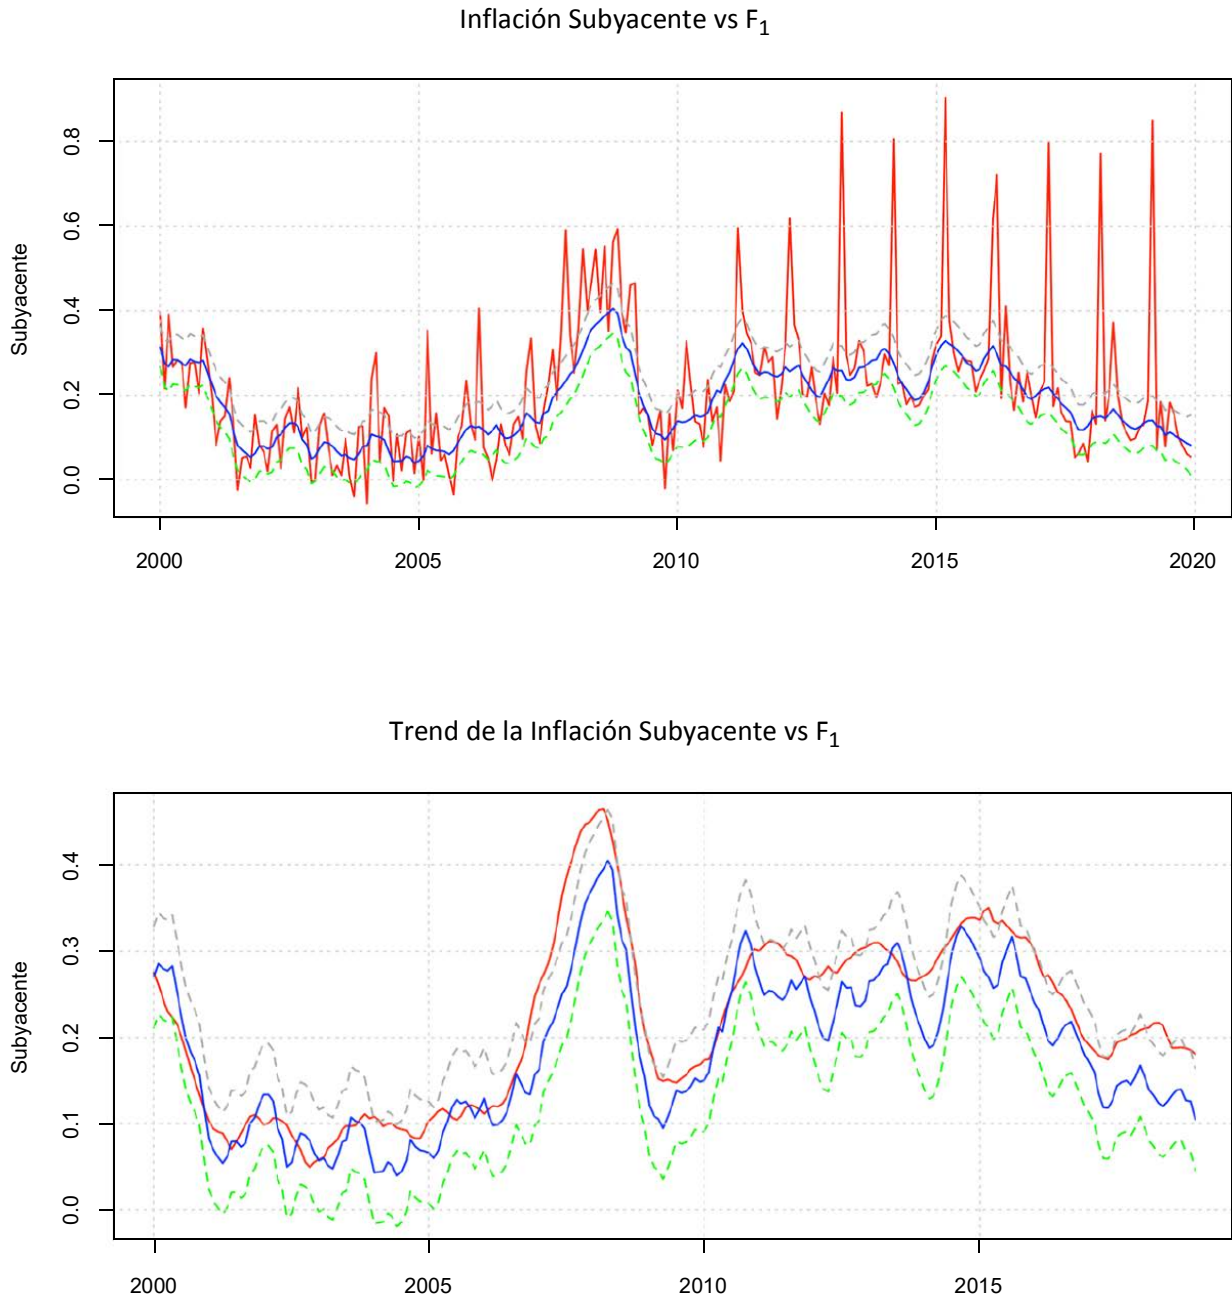 Inflación Subyacente vs F1
Subyacente
0.8
0.6
0.4
0.2
0.0
2000 2005 2010 2015 2020
Trend de la Inflación Subyacente vs F1
Subyacente
0.4
0.3
0.2
0.1
0.0
2000 2005 2010 2015